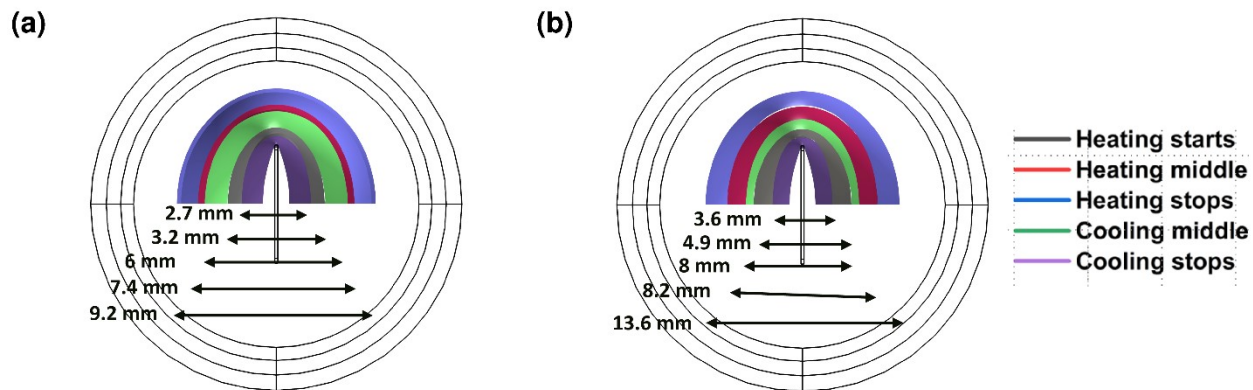 (a)
2.7 mm
3.2 mm
6 mm
7.4 mm
9.2 mm
(b)
3.6 mm
4.9 mm
8 mm
8.2 mm
13.6 mm
Heating starts
Heating middle
Heating stops
Cooling middle
Cooling stops